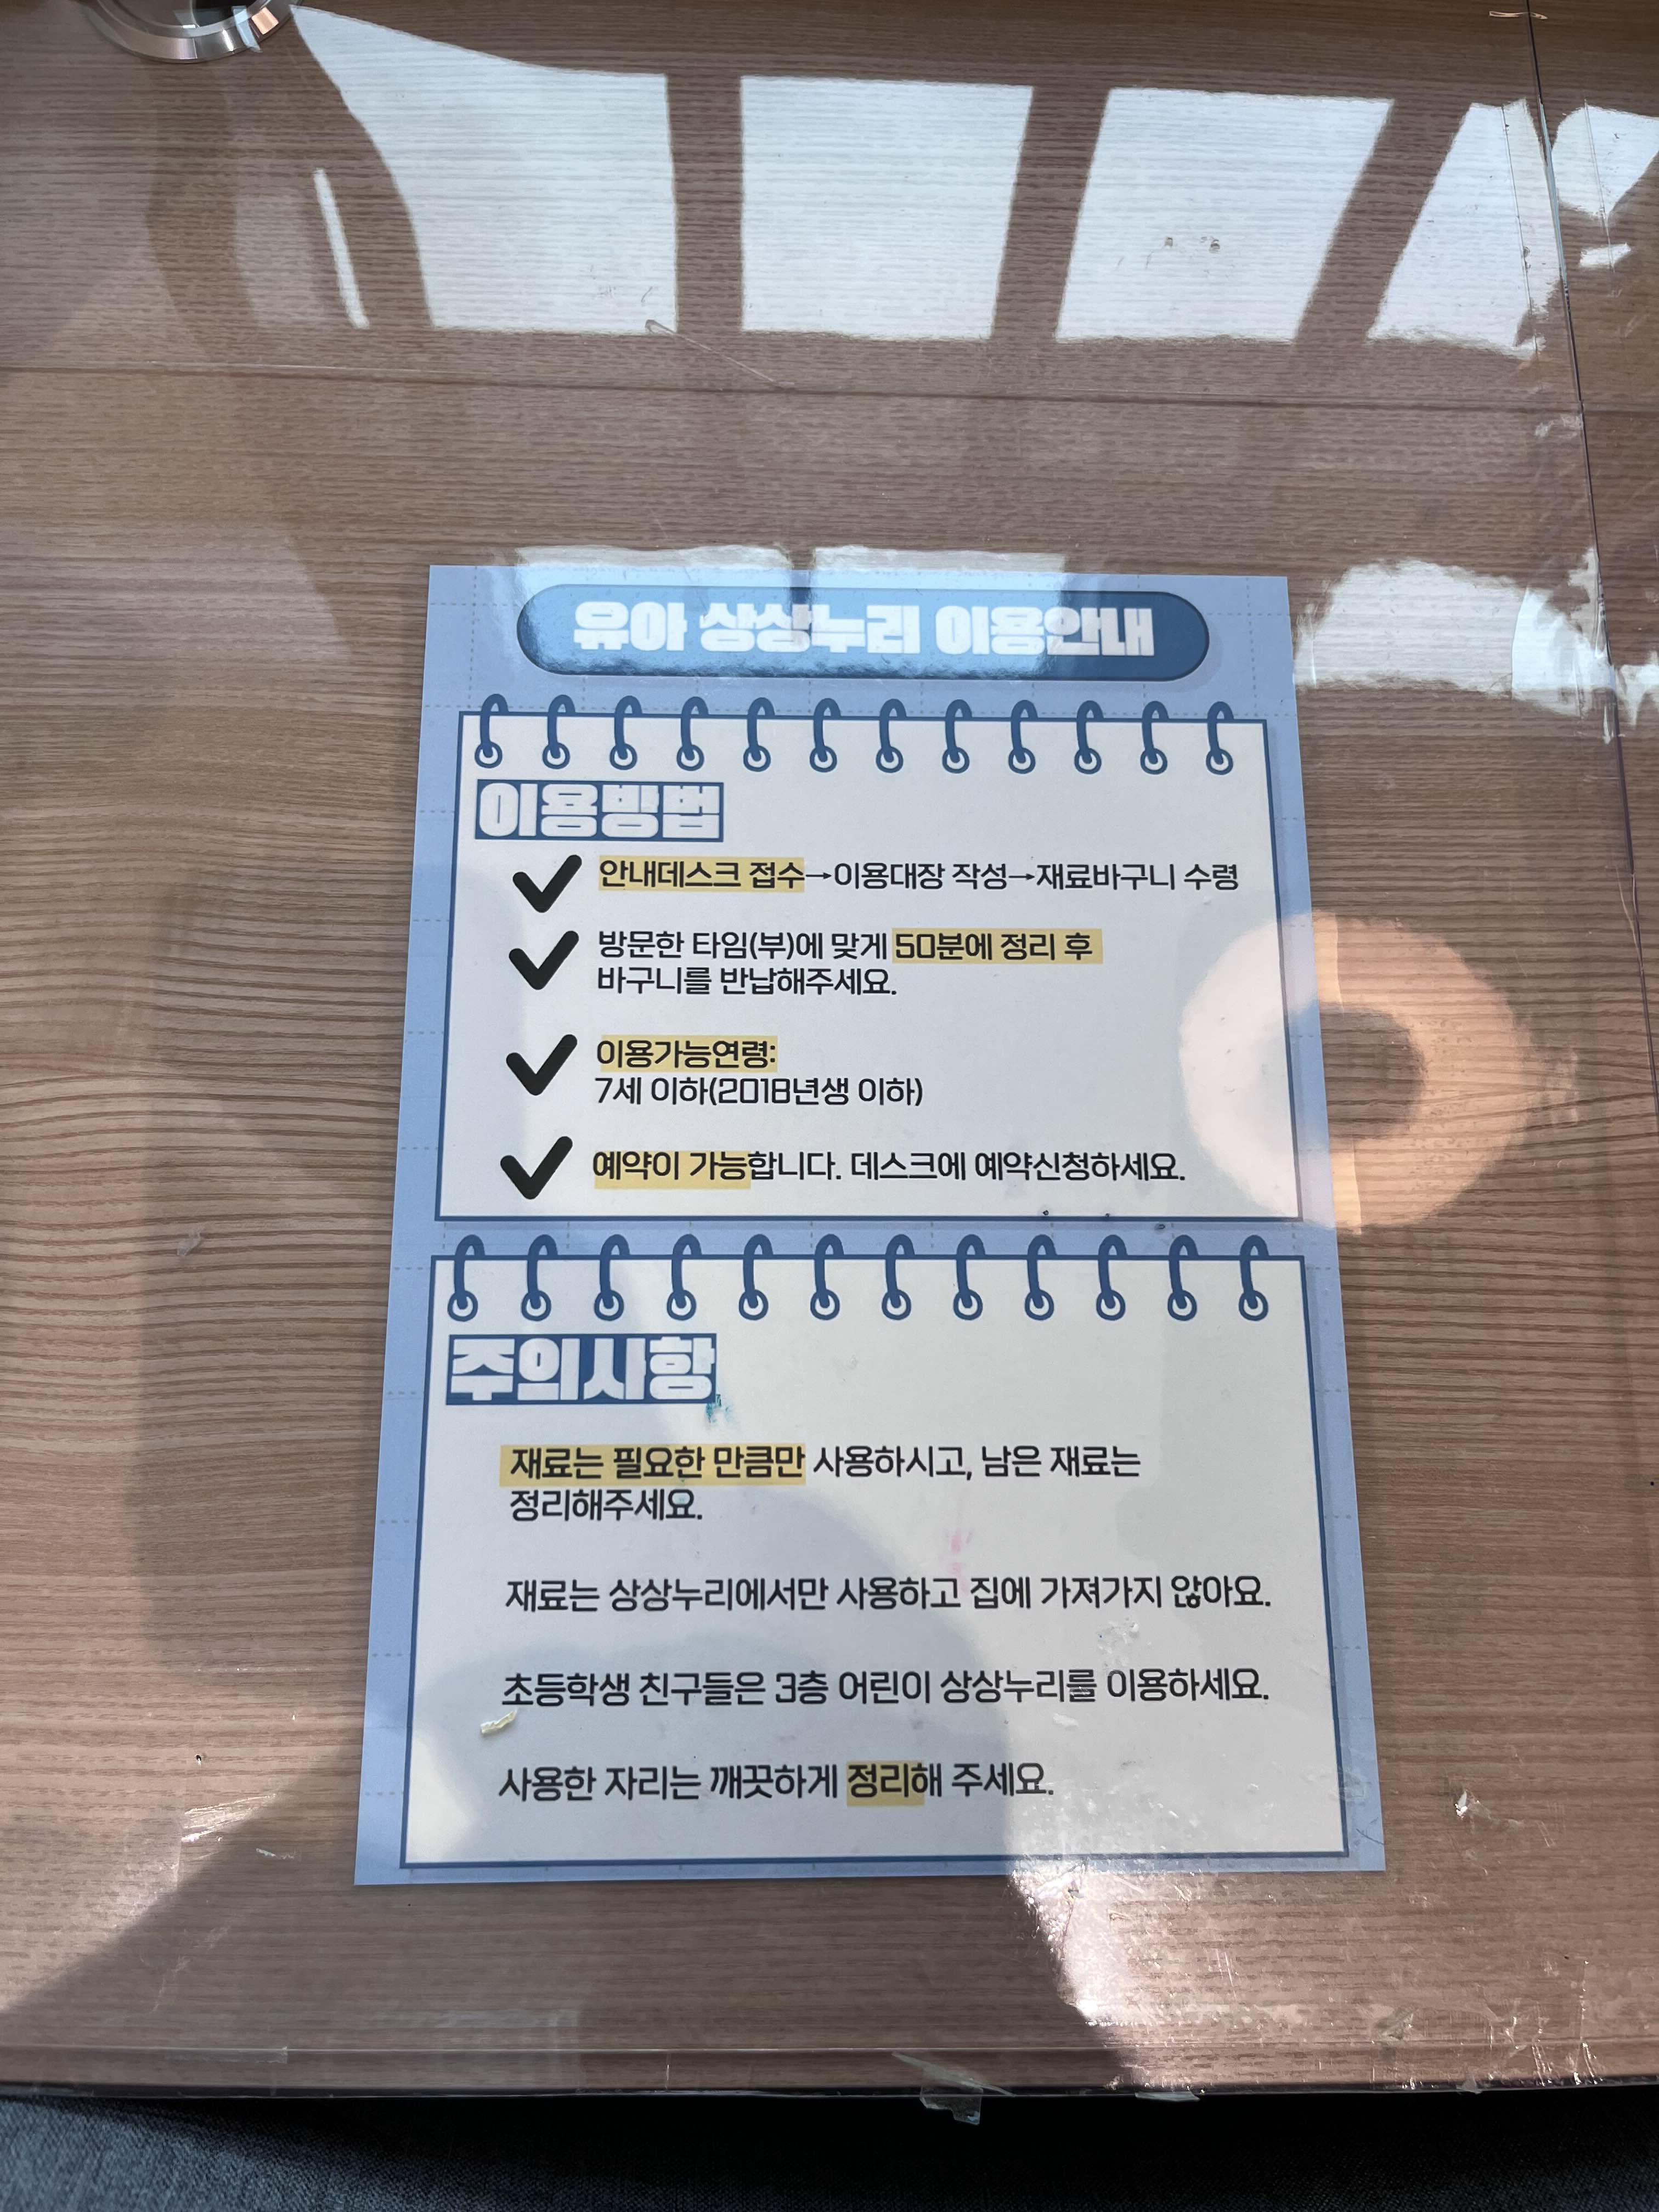 유아 상상누리 이용안내
이용방법
안내데스크 접수→이용대장 작성→재료바구니 수령
방문한 타임(부)에 맞게 50분에 정리 후
바구니를 반납해주세요.
이용가능연령:
7세 이하(2018년생 이하)
예약이 가능합니다. 데스크에 예약신청하세요.
주의사항
재료는 필요한 만큼만 사용하시고, 남은 재료는
정리해주세요.
재료는 상상누리에서만 사용하고 집에 가져가지 않아요.
초등학생 친구들은 3층 어린이 상상누리를 이용하세요.
사용한 자리는 깨끗하게 정리해 주세요.